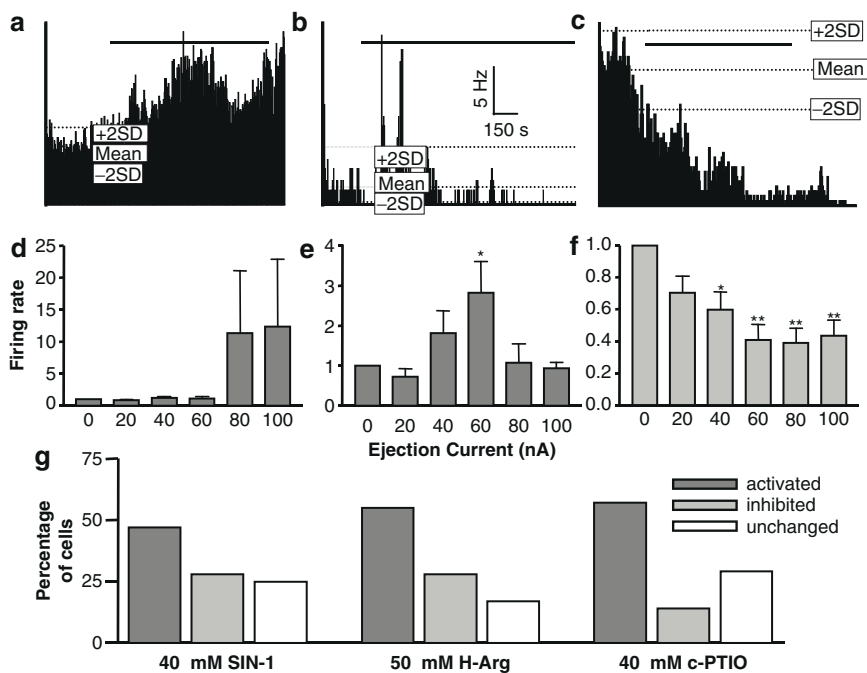 a
+2SD
Mean
−2SD
b
5 Hz
150 s
+2SD
Mean
−2SD
c
+2SD
Mean
−2SD
d
Firing rate
25
20
15
10
5
0
0 20 40 60 80 100
e
4
3
2
1
0
*
0 20 40 60 80 100
Ejection Current (nA)
f
1.0
0.8
0.6
0.4
0.2
0.0
* ** ** **
0 20 40 60 80 100
g
Percentage
of cells
75
50
25
0
activated
inhibited
unchanged
40 mM SIN-1 50 mM H-Arg 40 mM c-PTIO